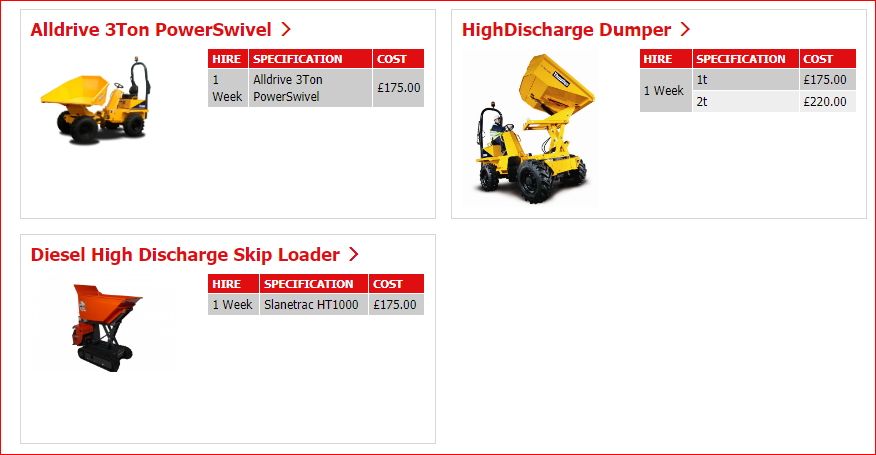 Alldrive 3Ton PowerSwivel
HIRE SPECIFICATION COST
1 Week Alldrive 3Ton PowerSwivel £175.00
HighDischarge Dumper
HIRE SPECIFICATION COST
1 Week 1t £175.00
2t £220.00
Diesel High Discharge Skip Loader
HIRE SPECIFICATION COST
1 Week Slanetrac HT1000 £175.00